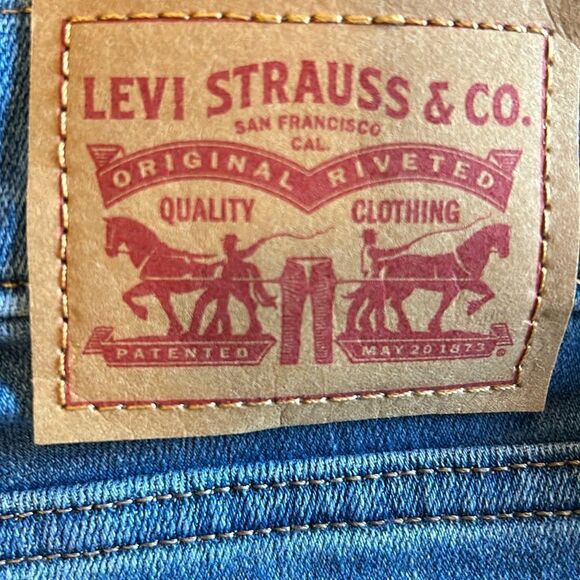 LEVI STRAUSS & CO.
SAN FRANCISCO
CAL.
ORIGINAL RIVETED
QUALITY CLOTHING
PATENTED MAY 20 1873 ®